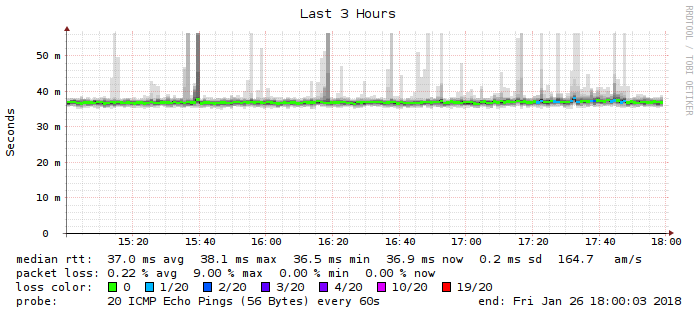 Last 3 Hours
RRDTOOL / TOBI OETIKER
Seconds
50 m
40 m
30 m
20 m
10 m
0
15:20 15:40 16:00 16:20 16:40 17:00 17:20 17:40 18:00
median rtt: 37.0 ms avg 38.1 ms max 36.5 ms min 36.9 ms now 0.2 ms sd 164.7 am/s
packet loss: 0.22 % avg 9.00 % max 0.00 % min 0.00 % now
loss color: 0 1/20 2/20 3/20 4/20 10/20 19/20
probe: 20 ICMP Echo Pings (56 Bytes) every 60s end: Fri Jan 26 18:00:03 2018